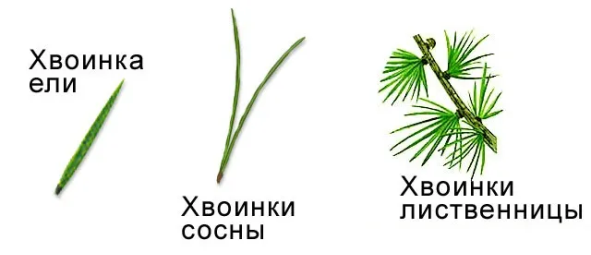 Хвоинка
ели
Хвоинки
сосны
Хвоинки
лиственницы